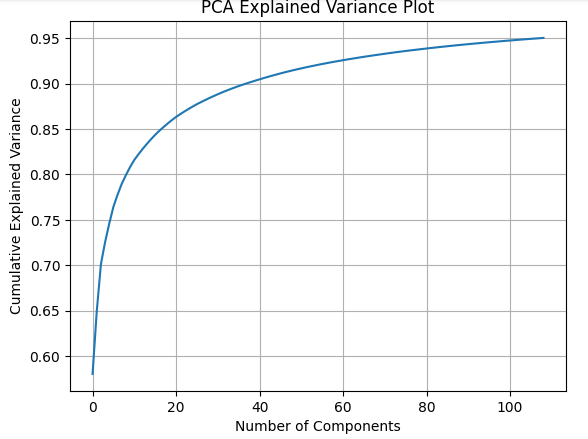 PCA Explained Variance Plot
0.95
0.90
0.85
0.80
0.75
0.70
0.65
0.60
Cumulative Explained Variance
0 20 40 60 80 100
Number of Components